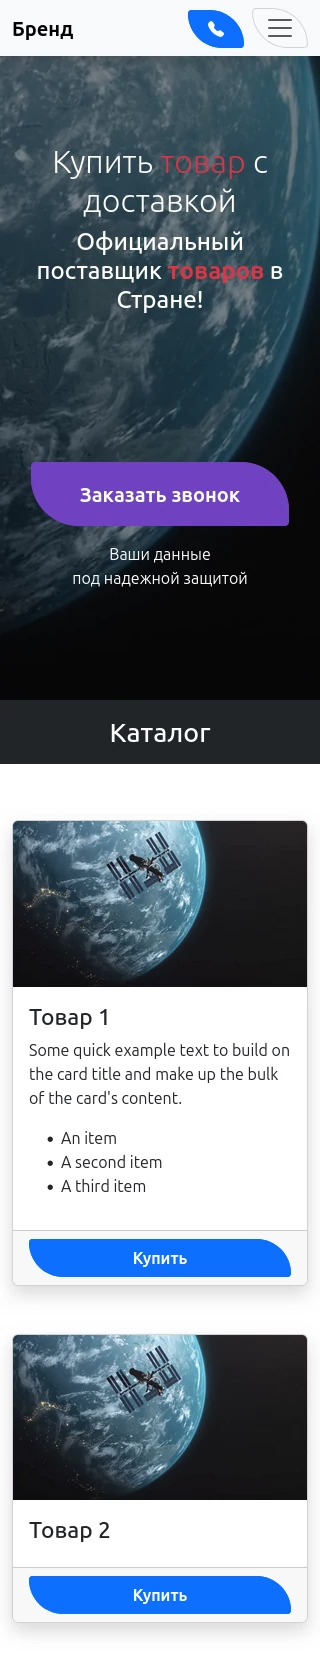 Бренд
Купить товар с
доставкой
Официальный
поставщик товаров в
Стране!
Заказать звонок
Ваши данные
под надежной защитой
Каталог
Товар 1
Some quick example text to build on
the card title and make up the bulk
of the card's content.
• An item
• A second item
• A third item
Купить
Товар 2
Купить